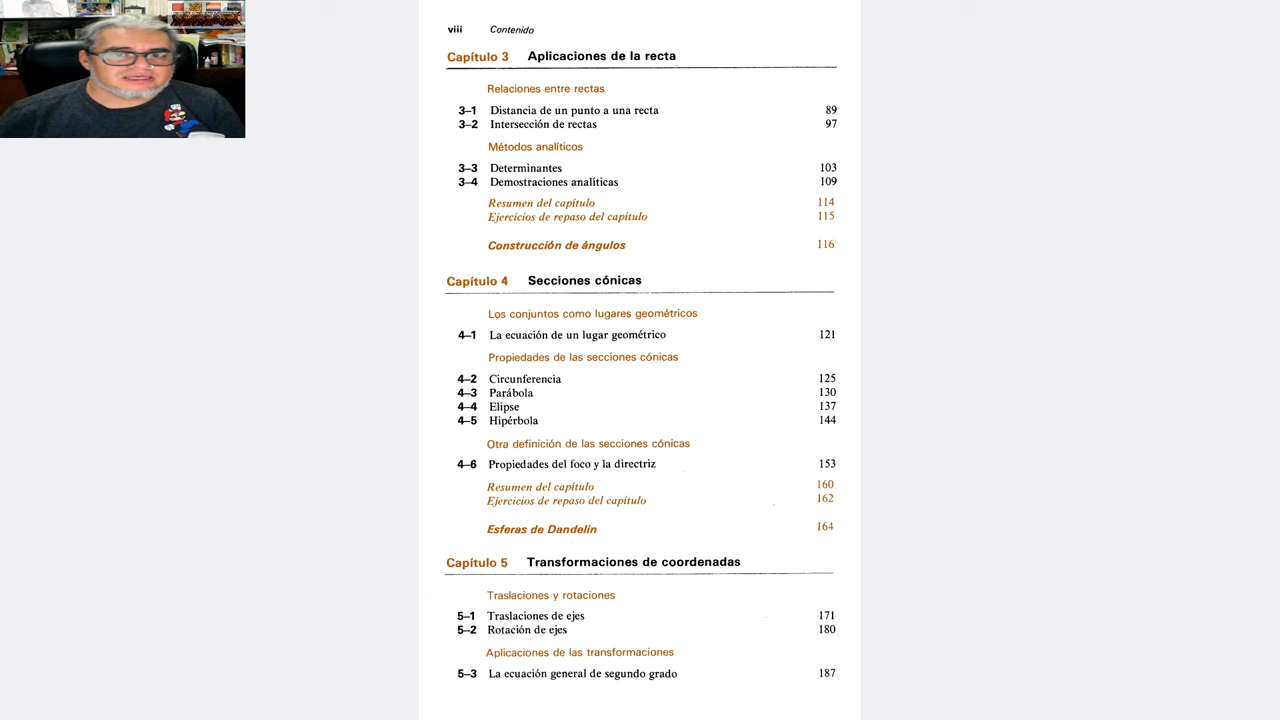 viii Contenido
Capítulo 3 Aplicaciones de la recta
Relaciones entre rectas
3–1 Distancia de un punto a una recta 89
3–2 Intersección de rectas 97
Métodos analíticos
3–3 Determinantes 103
3–4 Demostraciones analíticas 109
Resumen del capítulo 114
Ejercicios de repaso del capítulo 115
Construcción de ángulos 116
Capítulo 4 Secciones cónicas
Los conjuntos como lugares geométricos
4–1 La ecuación de un lugar geométrico 121
Propiedades de las secciones cónicas
4–2 Circunferencia 125
4–3 Parábola 130
4–4 Elipse 137
4–5 Hipérbola 144
Otra definición de las secciones cónicas
4–6 Propiedades del foco y la directriz 153
Resumen del capítulo 160
Ejercicios de repaso del capítulo 162
Esferas de Dandelin 164
Capítulo 5 Transformaciones de coordenadas
Traslaciones y rotaciones
5–1 Traslaciones de ejes 171
5–2 Rotación de ejes 180
Aplicaciones de las transformaciones
5–3 La ecuación general de segundo grado 187